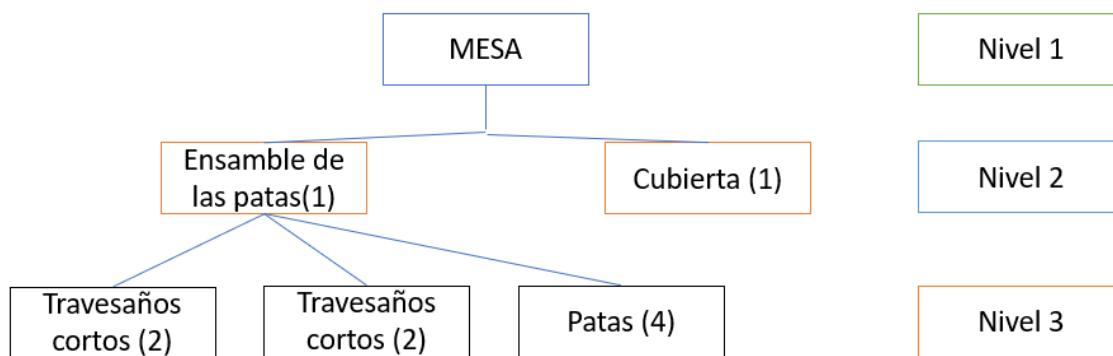 MESA
Nivel 1
Ensamble de
las patas(1)
Cubierta (1)
Nivel 2
Travesaños
cortos (2)
Travesaños
cortos (2)
Patas (4)
Nivel 3